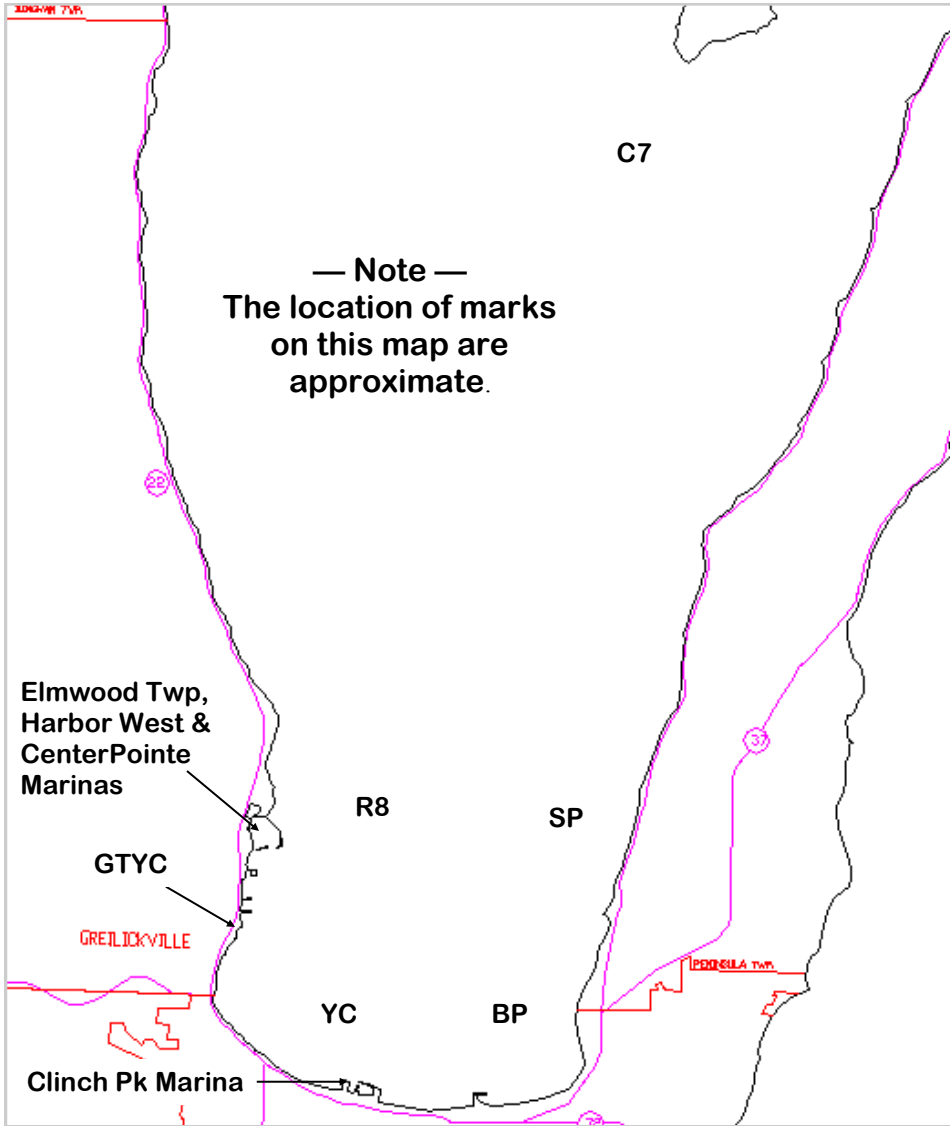 C7
— Note —
The location of marks
on this map are
approximate.
22
Elmwood Twp,
Harbor West &
CenterPointe
Marinas
37
R8
SP
GTYC
GREILICKVILLE
PENINSULA TWP.
YC
BP
Clinch Pk Marina